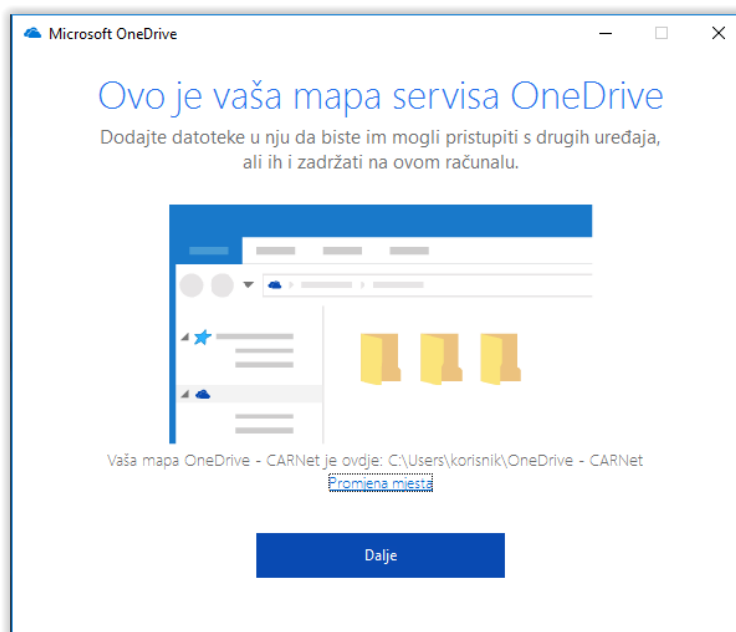 Microsoft OneDrive
Ovo je vaša mapa servisa OneDrive
Dodajte datoteke u nju da biste im mogli pristupiti s drugih uređaja,
ali ih i zadržati na ovom računalu.
Vaša mapa OneDrive - CARNet je ovdje: C:\Users\korisnik\OneDrive - CARNet
Promjena mjesta
Dalje